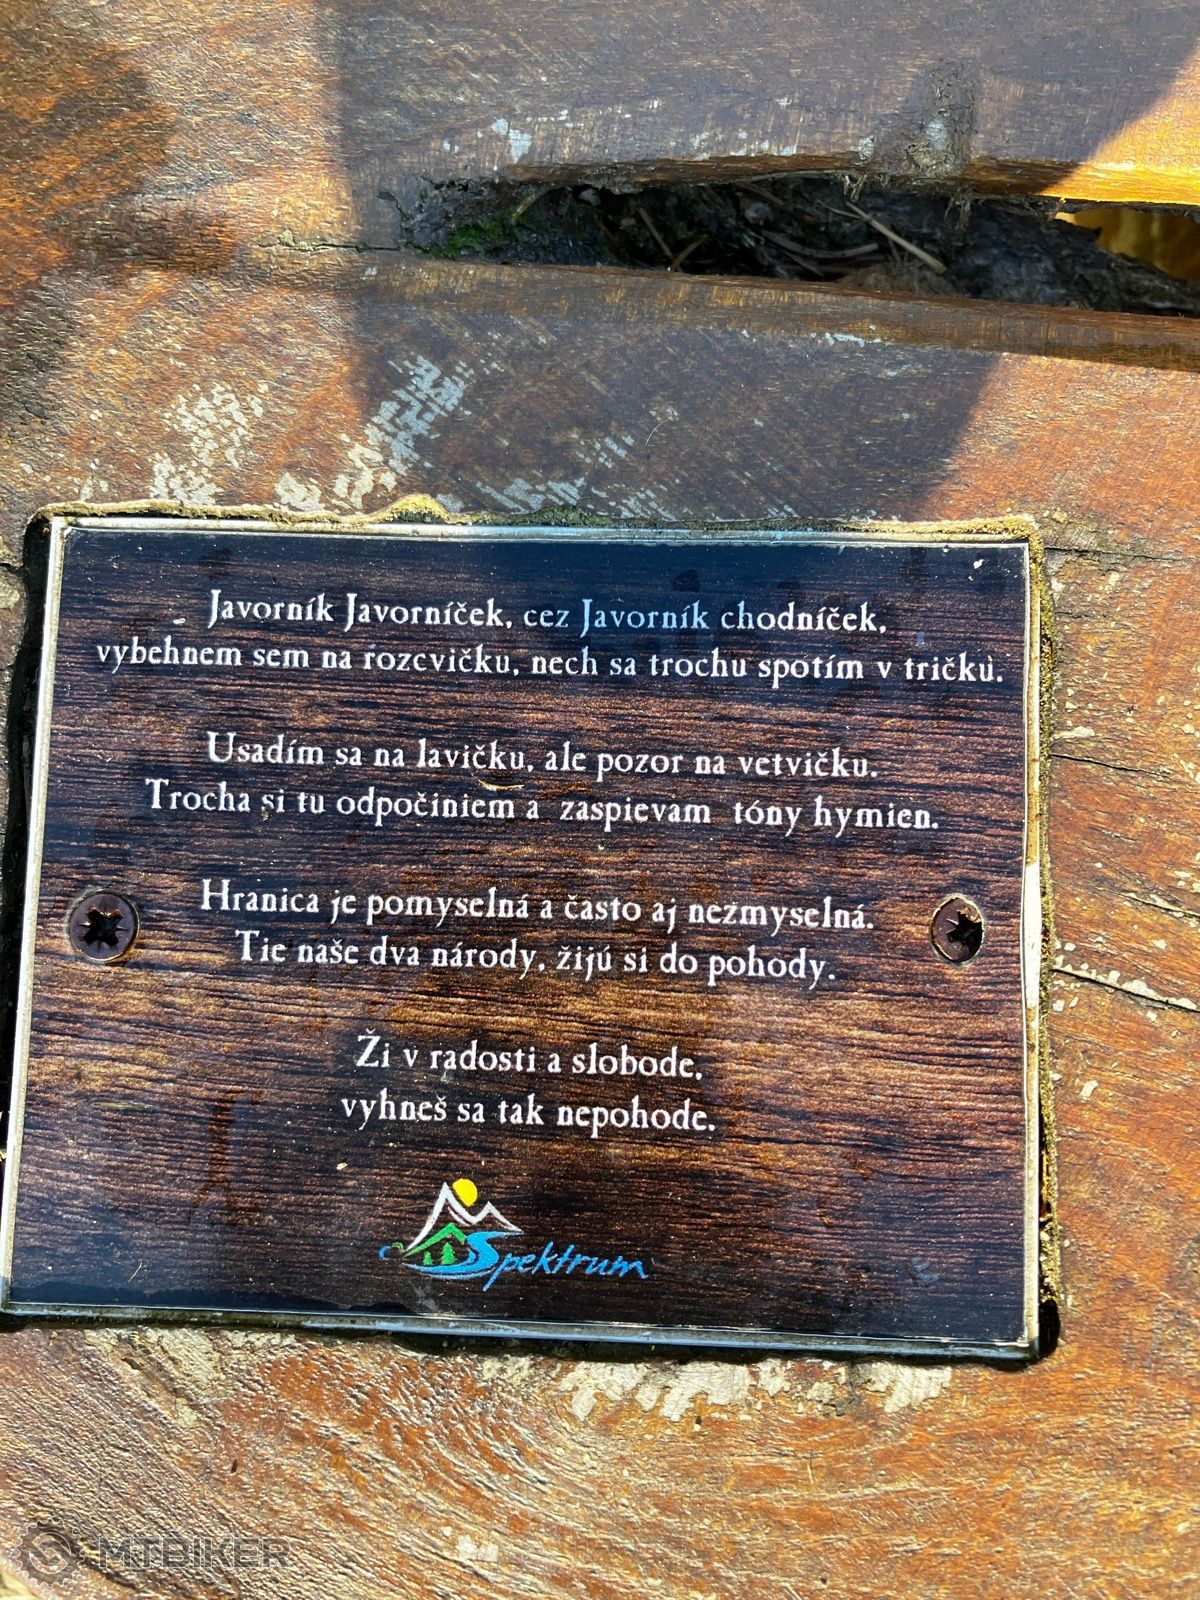 Javorník Javorníček, cez Javorník chodníček,
vybehnem sem na rozcvičku, nech sa trochu spotím v tričku.
Usadím sa na lavičku, ale pozor na vetvičku.
Trocha si tu odpočiniem a zaspievam tóny hymien.
Hranica je pomyselná a často aj nezmyselná.
Tie naše dva národy, žijú si do pohody.
Ži v radosti a slobode,
vyhneš sa tak nepohode.
Spektrum
MTBIKER